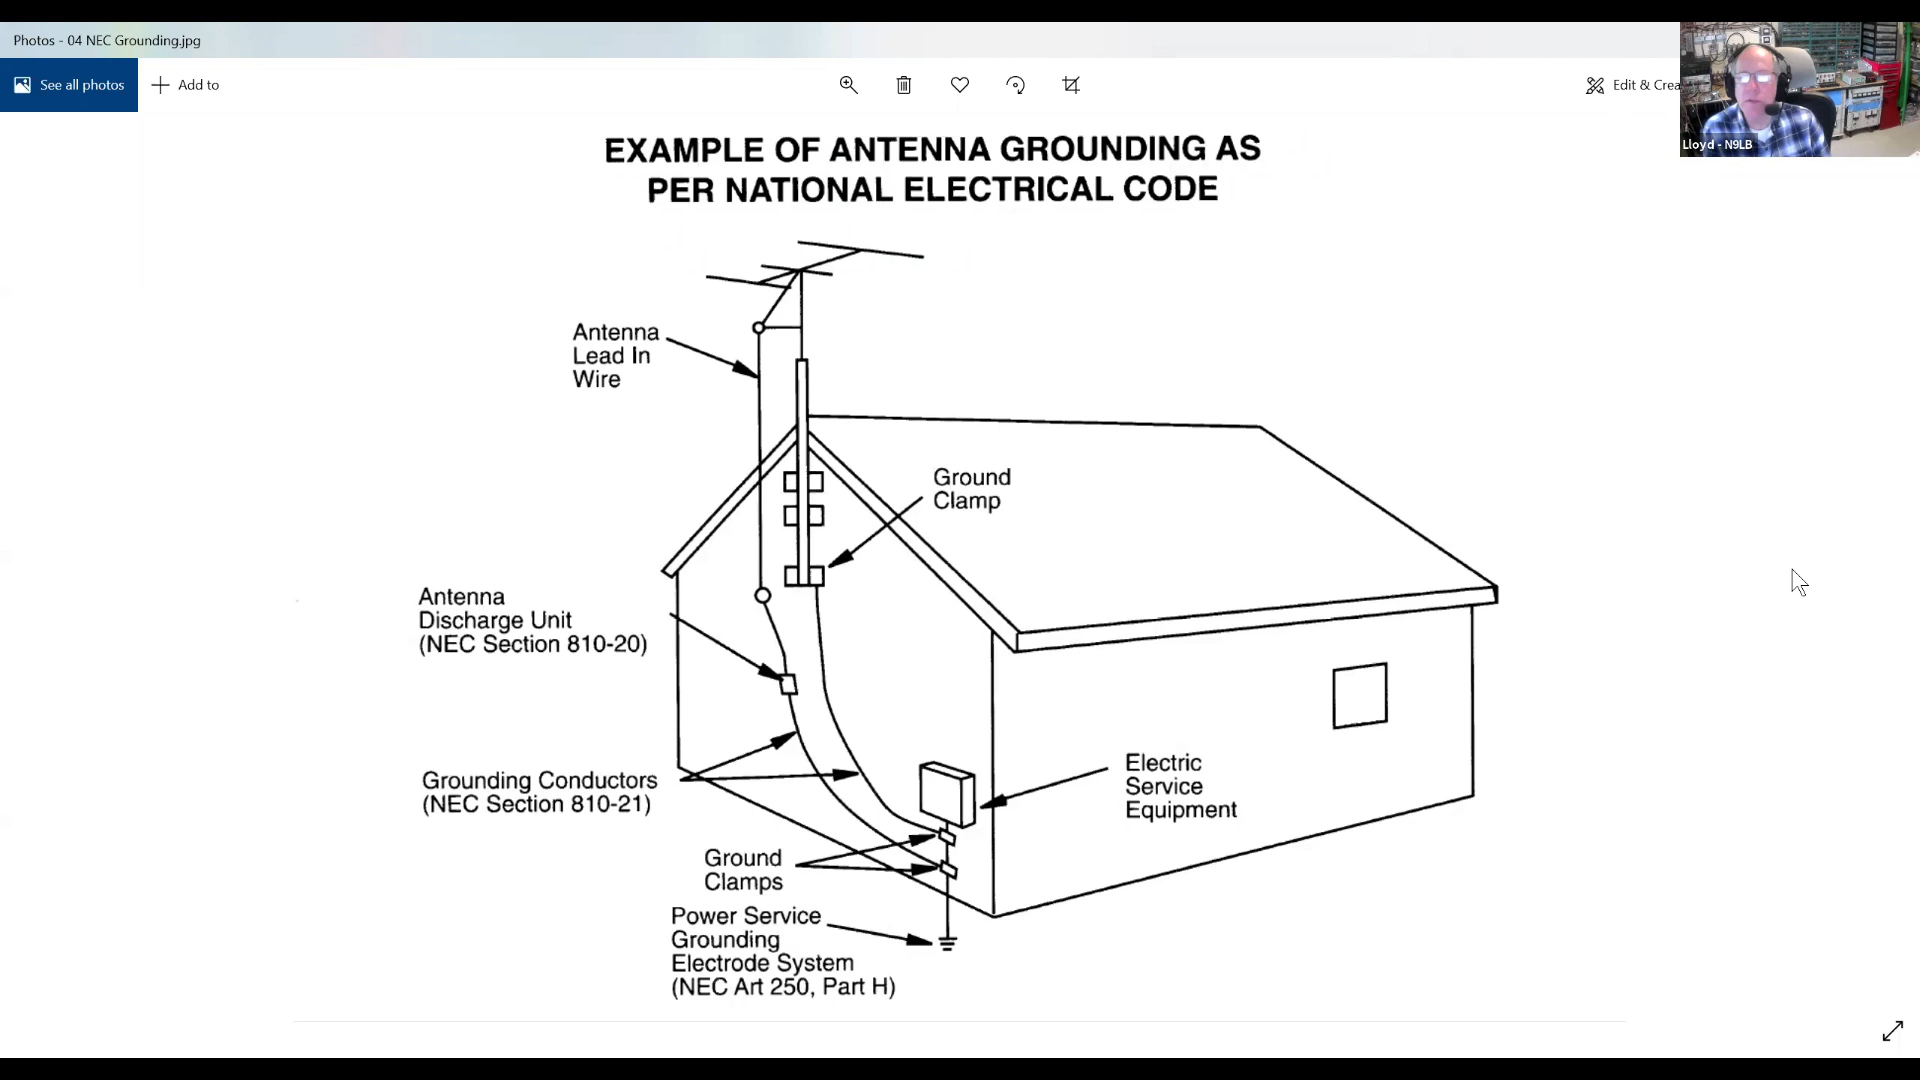 Photos - 04 NEC Grounding.jpg
See all photos
Add to
Edit & Crea
Lloyd - N9LB
EXAMPLE OF ANTENNA GROUNDING AS
PER NATIONAL ELECTRICAL CODE
Antenna
Lead In
Wire
Ground
Clamp
Antenna
Discharge Unit
(NEC Section 810-20)
Grounding Conductors
(NEC Section 810-21)
Electric
Service
Equipment
Ground
Clamps
Power Service
Grounding
Electrode System
(NEC Art 250, Part H)